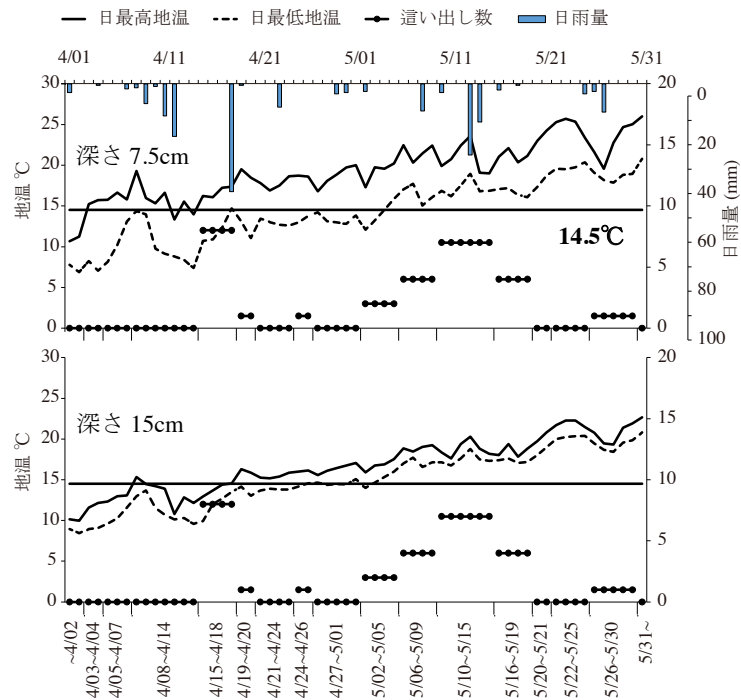 日最高地温 日最低地温 這い出し数 日雨量
4/01 4/11 4/21 5/01 5/11 5/21 5/31
30 25 20 15 10 5 0
地温 ℃
深さ 7.5cm
14.5℃
20 15 10 5 0
0 20 40 60 80 100
日雨量 (mm)
30 25 20 15 10 5 0
地温 ℃
深さ 15cm
20 15 10 5 0
~4/02 4/03~4/04 4/05~4/07 4/08~4/14 4/15~4/18 4/19~4/20 4/21~4/24 4/24~4/26 4/27~5/01 5/02~5/05 5/06~5/09 5/10~5/15 5/16~5/19 5/20~5/21 5/22~5/25 5/26~5/30 5/31~